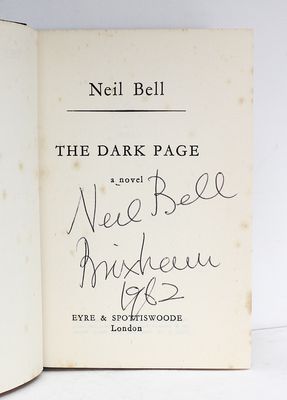 Neil Bell
THE DARK PAGE
a novel
Neil Bell
Brixham
1962
EYRE & SPOTTISWOODE
London